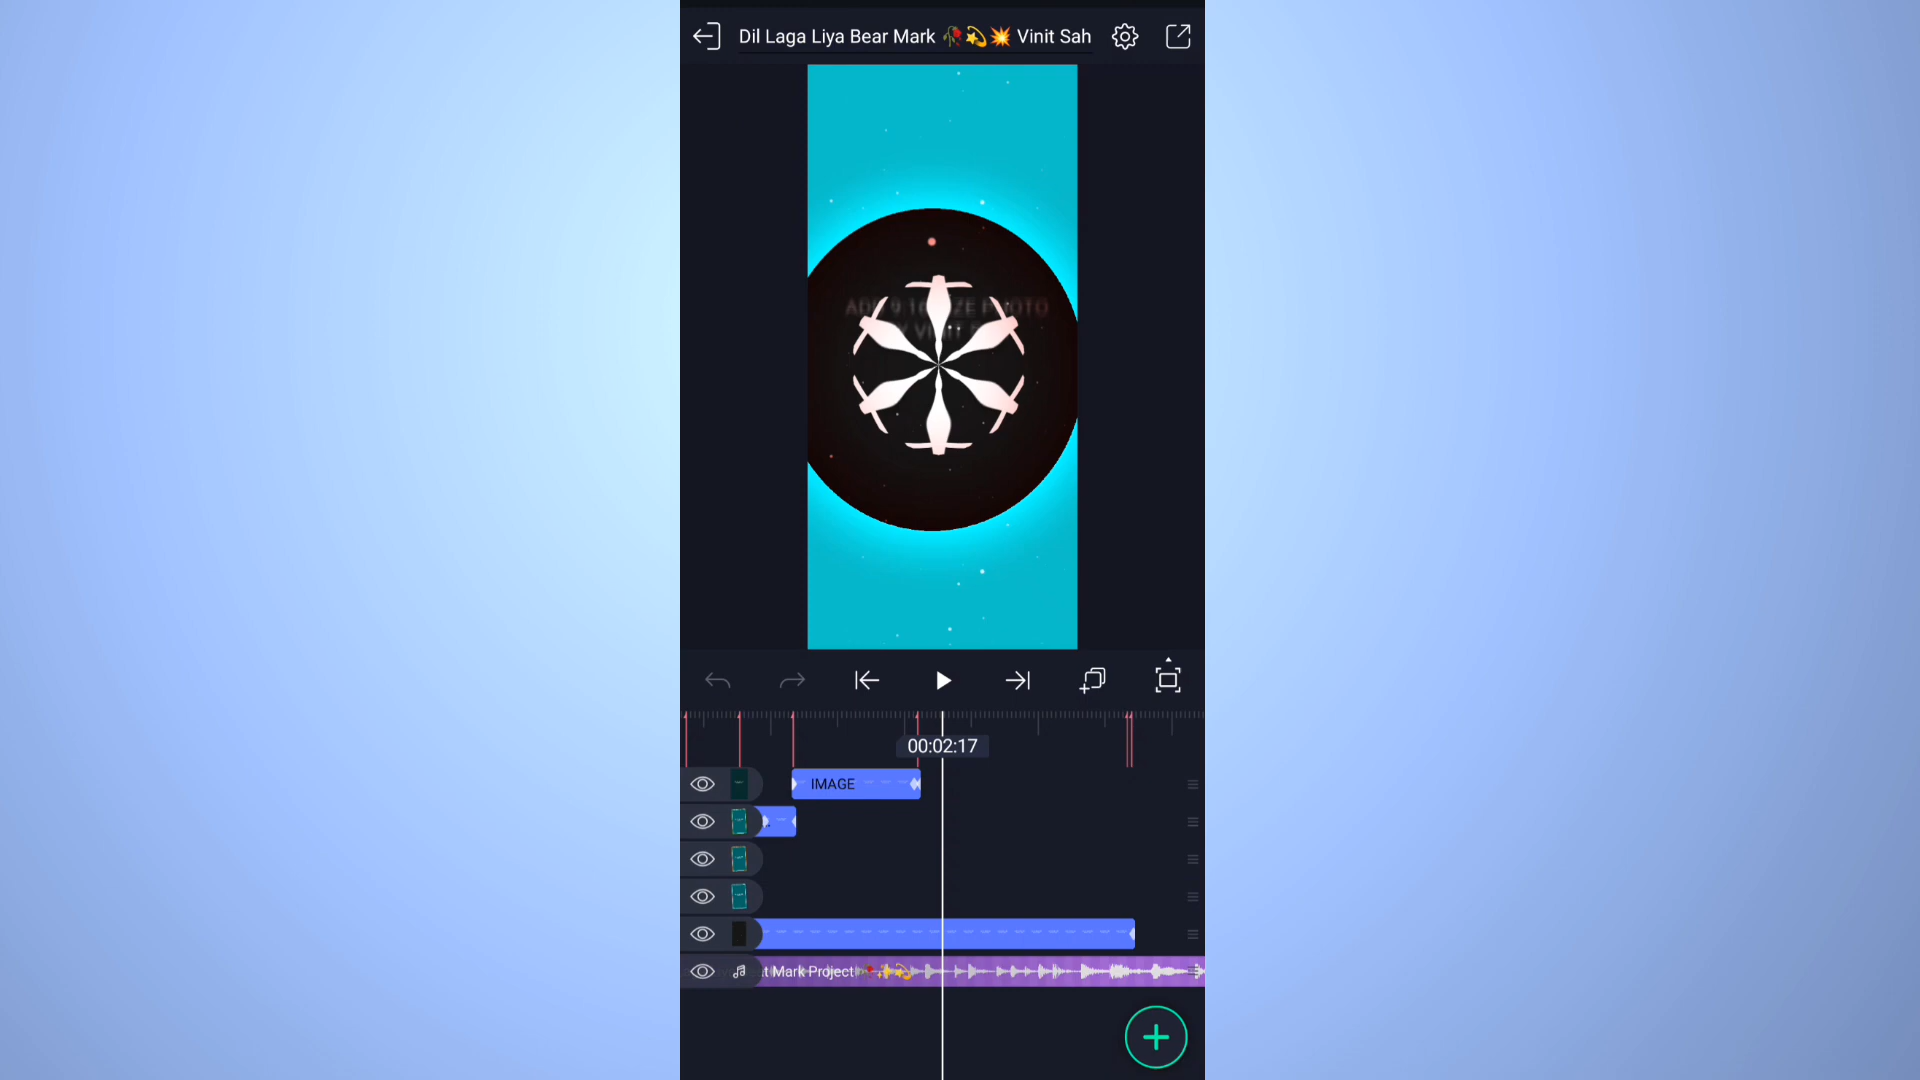 Dil Laga Liya Bear Mark 🥀💫💥 Vinit Sah
00:02:17
IMAGE
t Mark Project 🥀✨💫